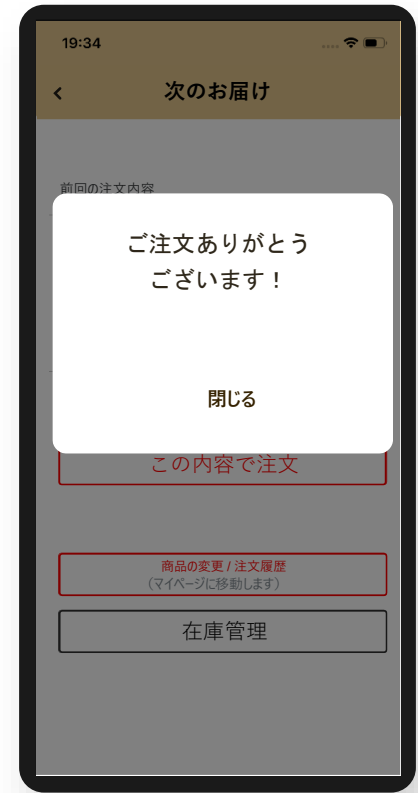 19:34
次のお届け
前回の注文内容
ご注文ありがとう
ございます！
閉じる
この内容で注文
商品の変更 / 注文履歴
（マイページに移動します）
在庫管理